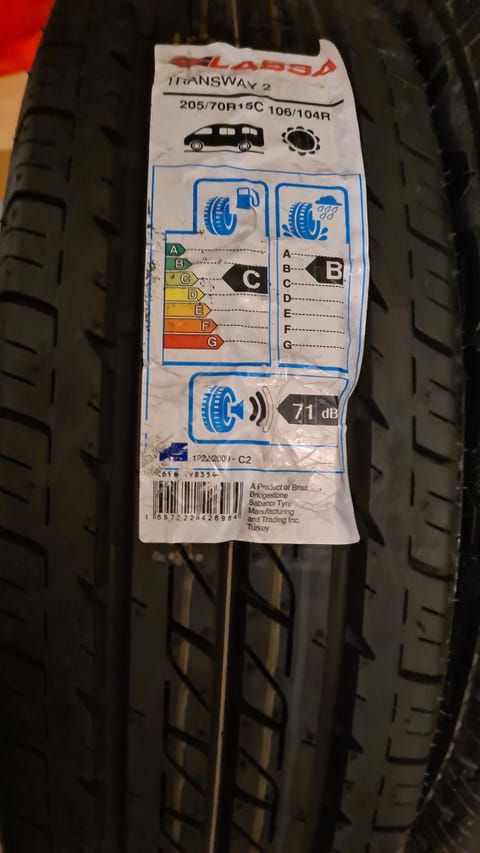 LASSA
TRANSWAY 2
205/70R15C 106/104R
A
B
C
D
E
F
G
C
A
B
C
D
E
F
G
B
71 dB
1222/2009 - C2
A Product of Brisa
Bridgestone
Sabanci Tyre
Manufacturing
and Trading Inc.
Turkey